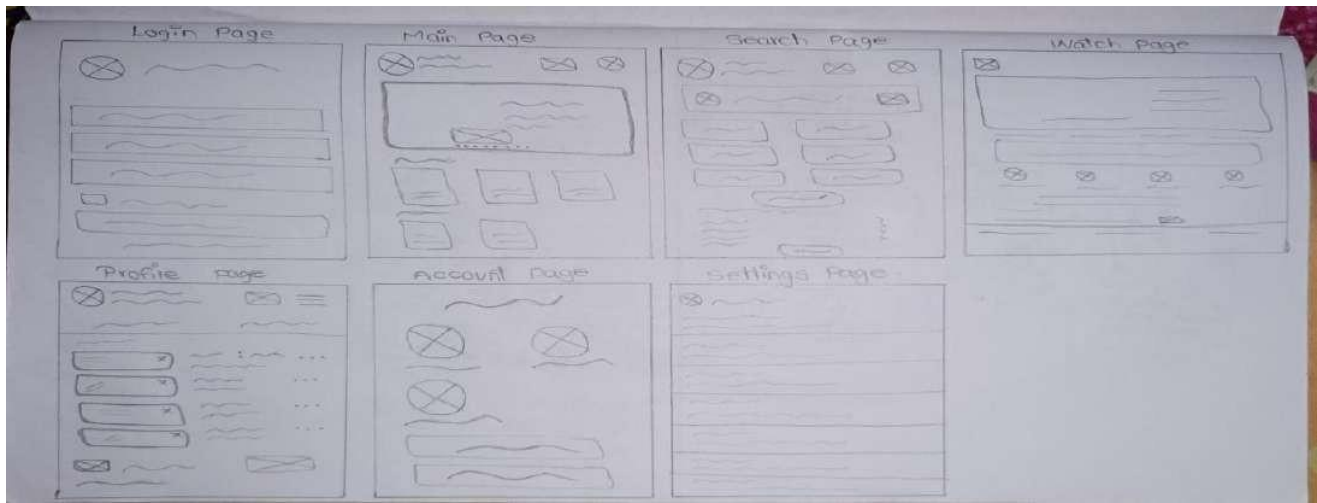 Login Page
Main Page
Search Page
Watch Page
Profile page
Account Page
Settings Page